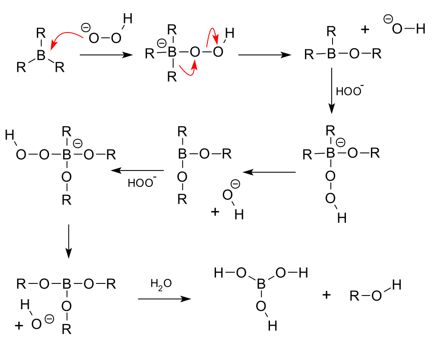 R
B
R R
⊖
O–O
H
⊖
R
R–B–O–O
H
R
R
R–B–O–R
+ ⊖
O–H
HOO⁻
R ⊖
R–B–O–R
O
O
H
R
B–O–R
O
R
+ O⊖
H
HOO⁻
H
R ⊖
O–O–B–O–R
O
R
R–O–B–O–R
O
R
H
+ O⊖
H₂O
H–O O–H
B
O
H
+
R–O
H